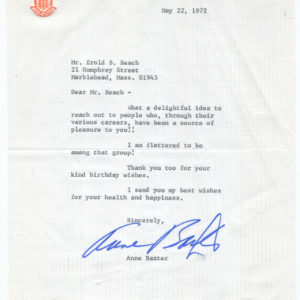 May 22, 1972
Mr. Erold B. Beach
21 Humphrey Street
Marblehead, Mass. 01945
Dear Mr. Beach -
What a delightful idea to
reach out to people who, through their
various careers, have been a source of
pleasure to you!!
I am flattered to be
among that group!
Thank you too for your
kind birthday wishes.
I send you my best wishes
for your health and happiness.
Sincerely,
Anne Baxter
Anne Baxter